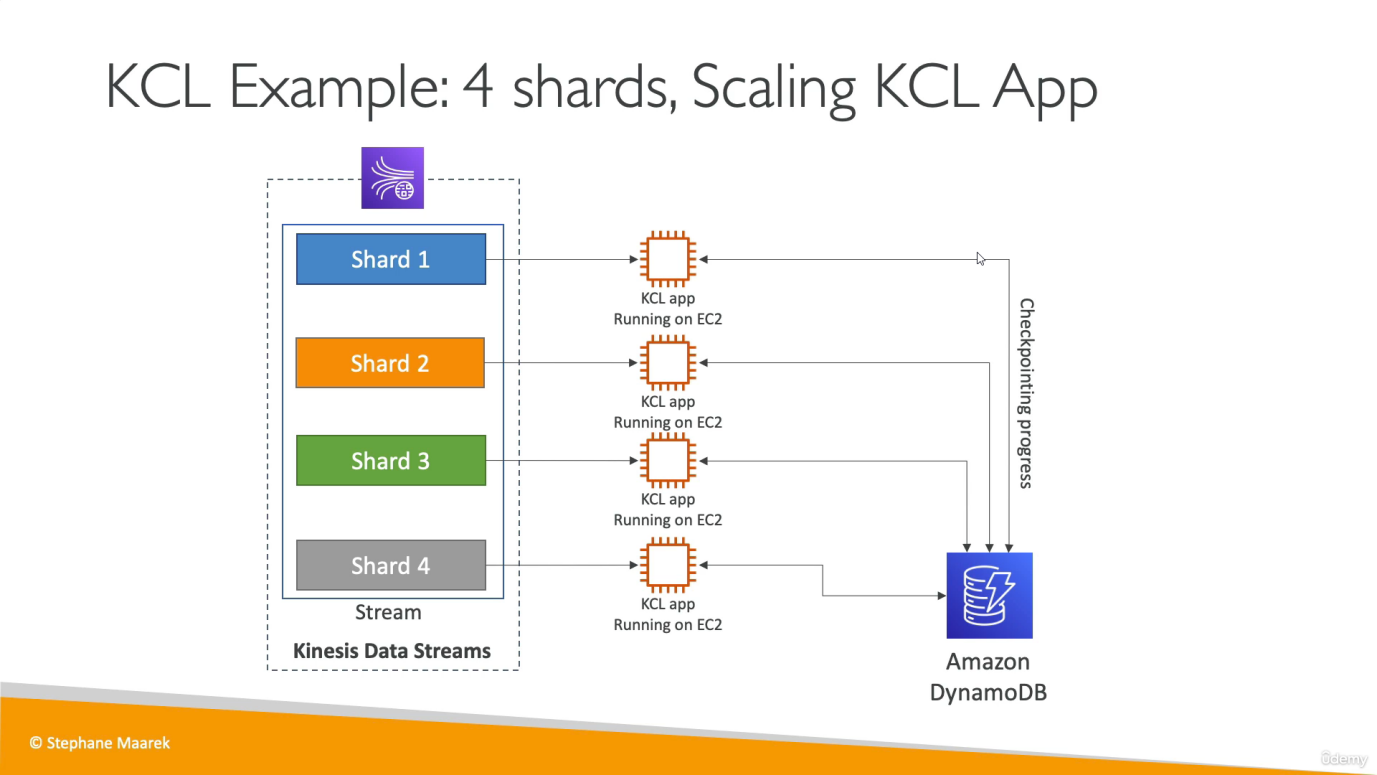 KCL Example: 4 shards, Scaling KCL App
Shard 1
Shard 2
Shard 3
Shard 4
Stream
Kinesis Data Streams
KCL app
Running on EC2
KCL app
Running on EC2
KCL app
Running on EC2
KCL app
Running on EC2
Checkpointing progress
Amazon
DynamoDB
© Stephane Maarek
ûdemy